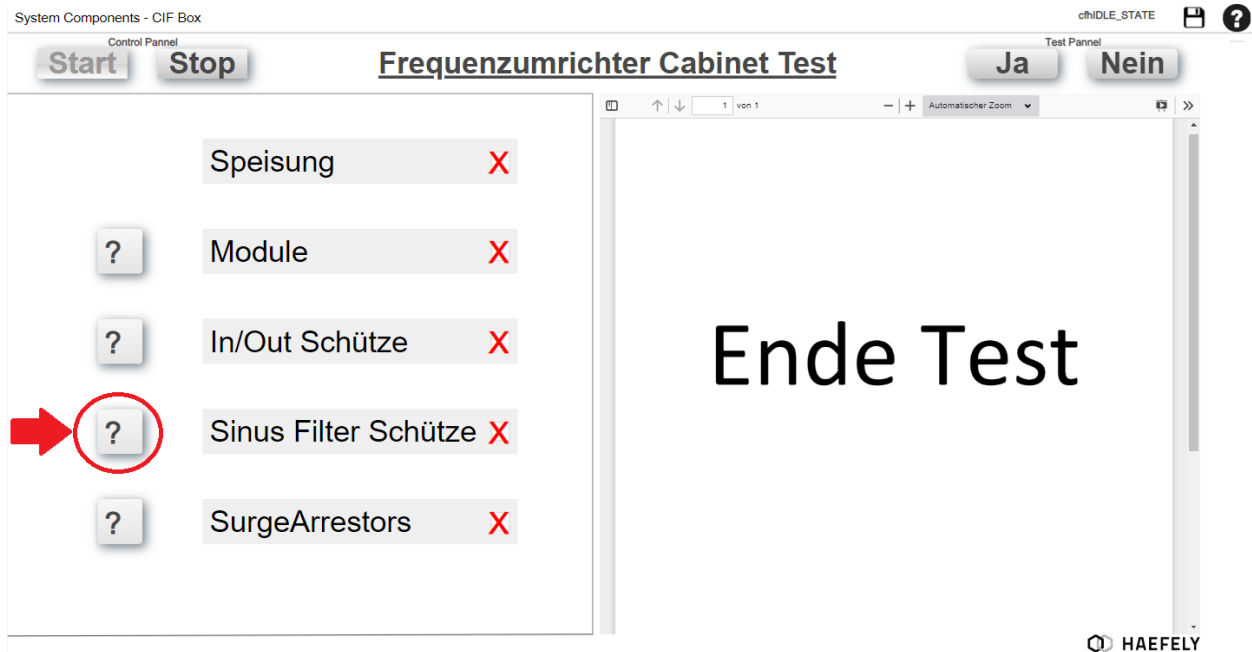 System Components - CIF Box
cfhIDLE_STATE
?
Control Pannel
Test Pannel
Start
Stop
Frequenzumrichter Cabinet Test
Ja
Nein
1 von 1
Automatischer Zoom
Speisung X
? Module X
? In/Out Schütze X
? Sinus Filter Schütze X
? SurgeArrestors X
Ende Test
HAEFELY